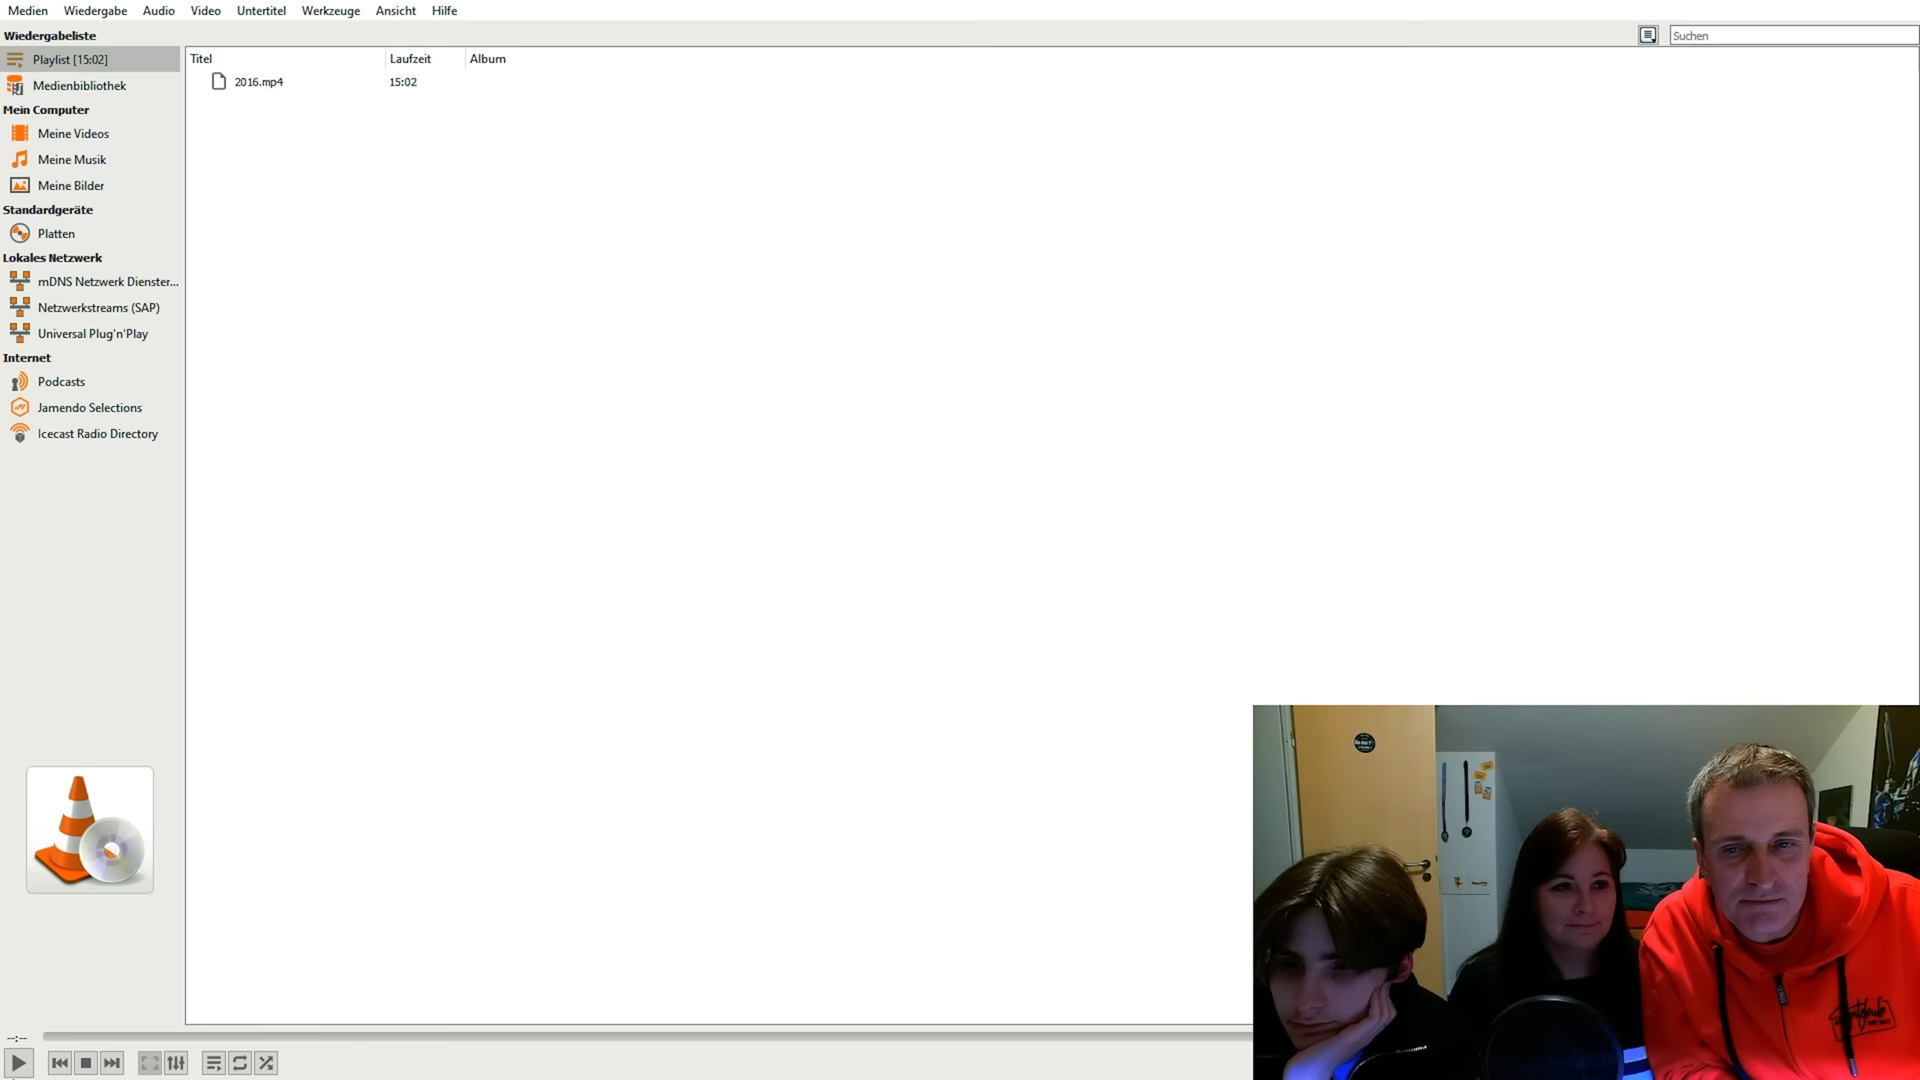 Medien Wiedergabe Audio Video Untertitel Werkzeuge Ansicht Hilfe
Wiedergabeliste
Suchen
Playlist [15:02]
Medienbibliothek
Mein Computer
Meine Videos
Meine Musik
Meine Bilder
Standardgeräte
Platten
Lokales Netzwerk
mDNS Netzwerk Dienster...
Netzwerkstreams (SAP)
Universal Plug'n'Play
Internet
Podcasts
Jamendo Selections
Icecast Radio Directory
Titel Laufzeit Album
2016.mp4 15:02
--:--